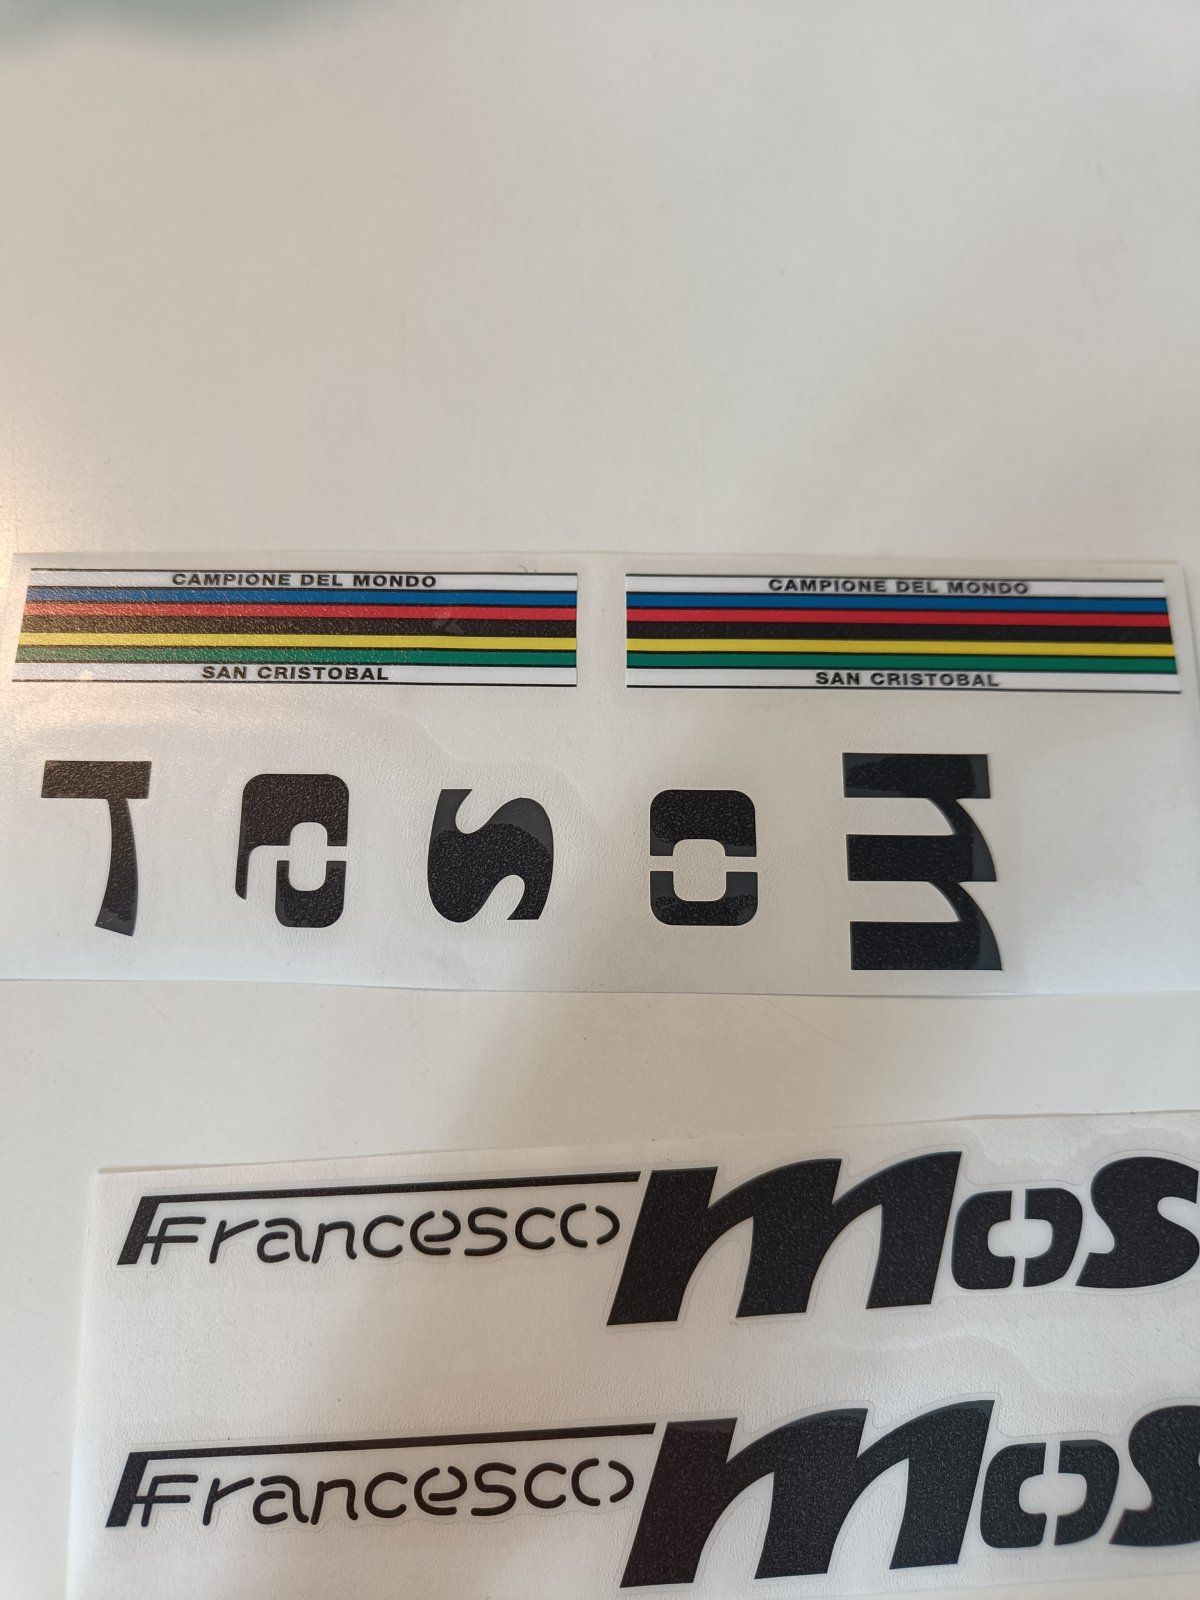 CAMPIONE DEL MONDO
SAN CRISTOBAL
CAMPIONE DEL MONDO
SAN CRISTOBAL
m
o
s
e
r
Francesco mos
Francesco mos